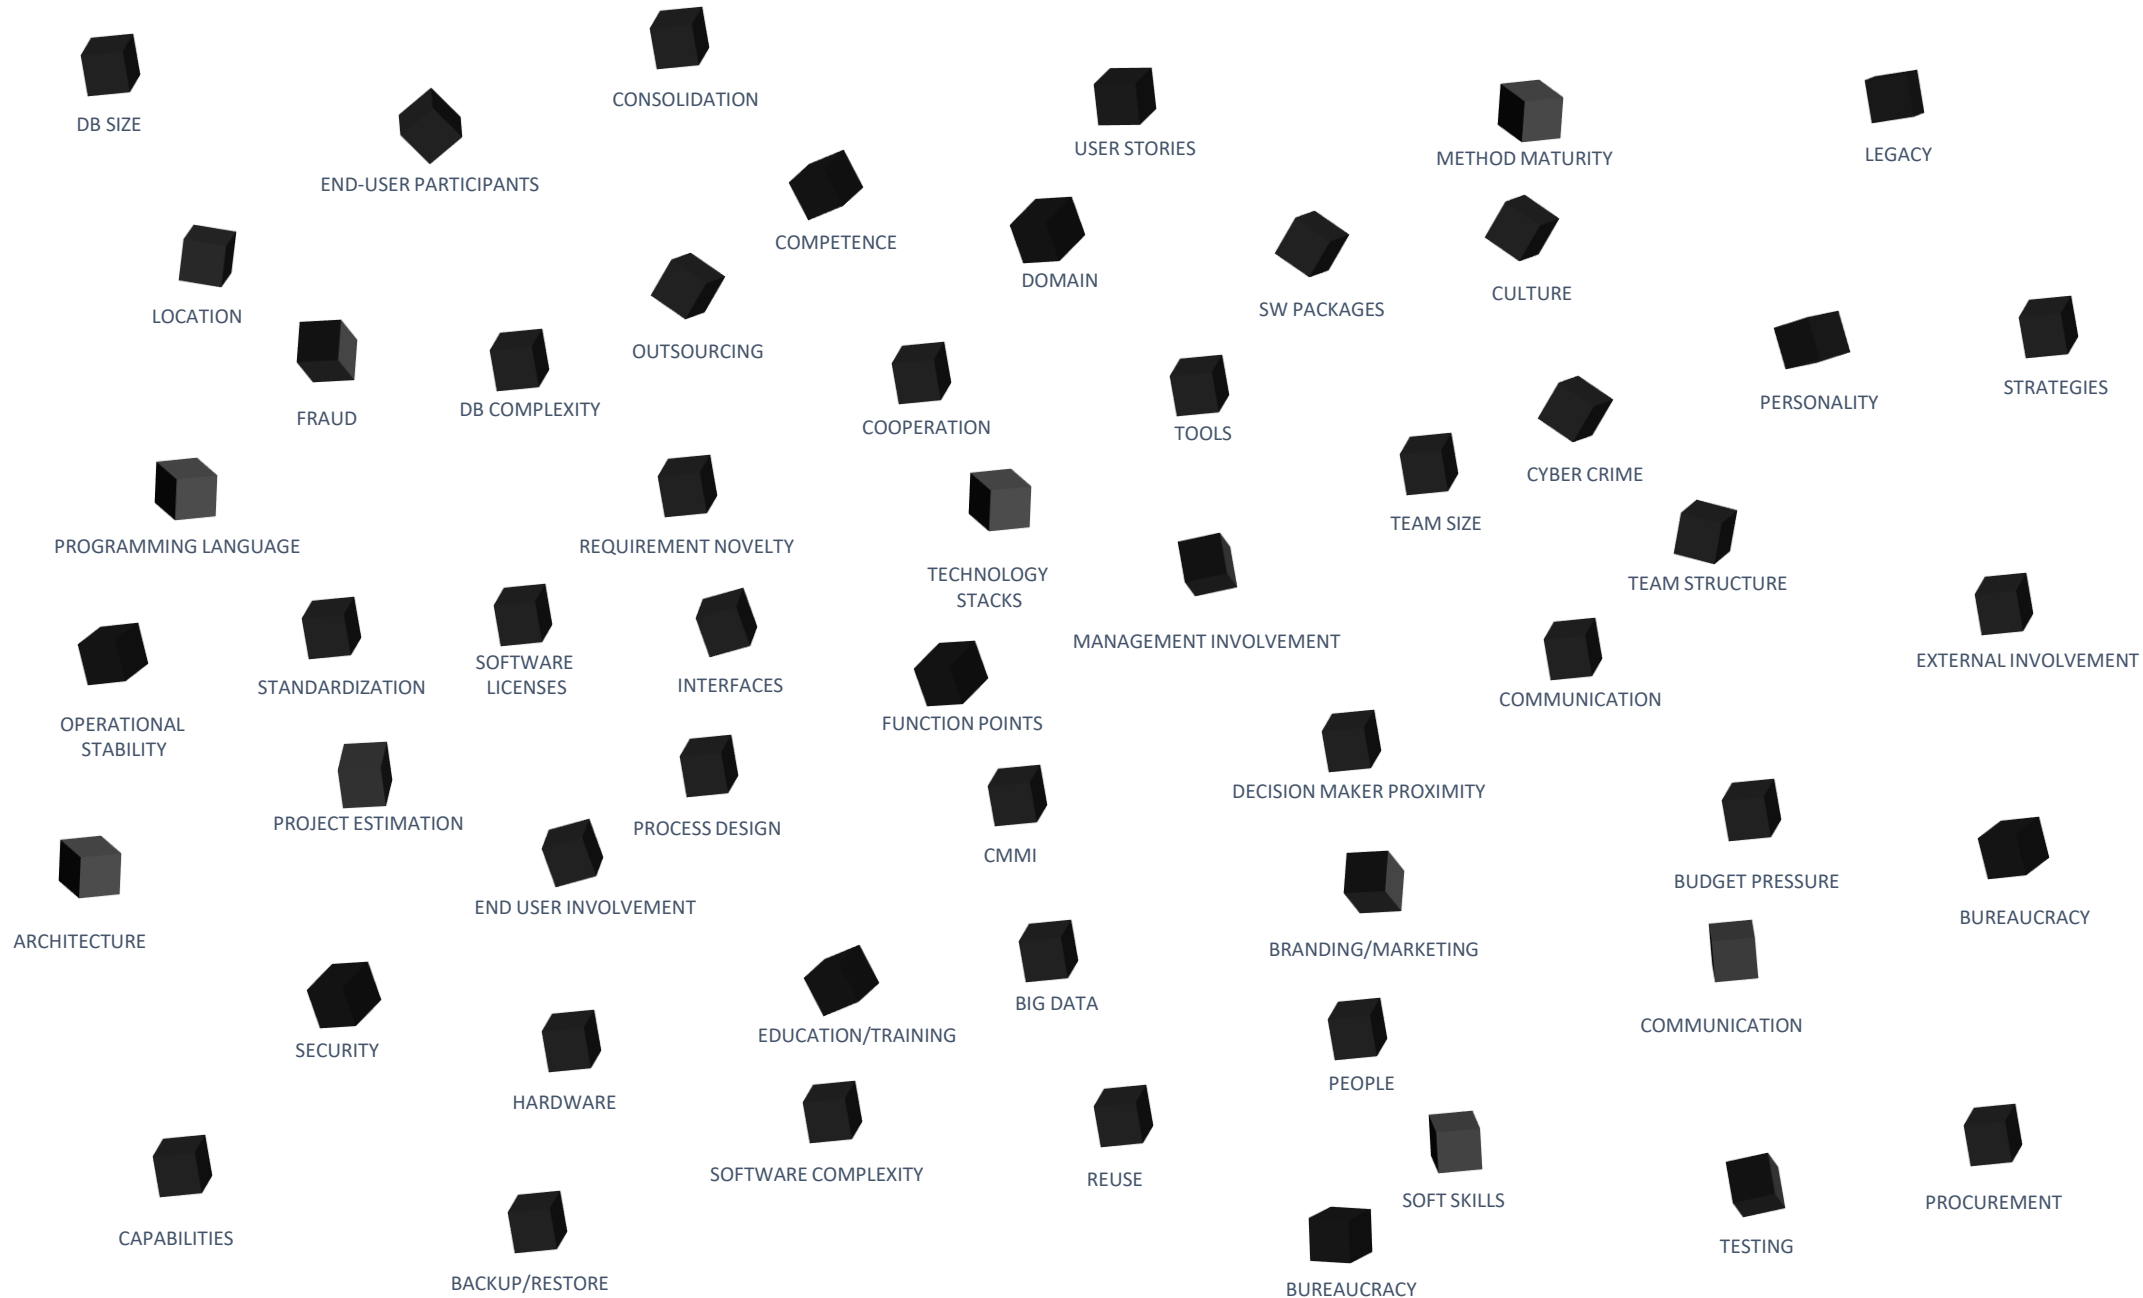 CONSOLIDATION
DB SIZE
USER STORIES
LEGACY
METHOD MATURITY
END-USER PARTICIPANTS
COMPETENCE
DOMAIN
CULTURE
SW PACKAGES
LOCATION
OUTSOURCING
STRATEGIES
PERSONALITY
DB COMPLEXITY
FRAUD
COOPERATION
TOOLS
CYBER CRIME
TEAM SIZE
PROGRAMMING LANGUAGE
REQUIREMENT NOVELTY
TECHNOLOGY
STACKS
TEAM STRUCTURE
MANAGEMENT INVOLVEMENT
EXTERNAL INVOLVEMENT
SOFTWARE
LICENSES
STANDARDIZATION
INTERFACES
COMMUNICATION
FUNCTION POINTS
OPERATIONAL
STABILITY
DECISION MAKER PROXIMITY
PROJECT ESTIMATION
PROCESS DESIGN
CMMI
BUDGET PRESSURE
END USER INVOLVEMENT
BUREAUCRACY
ARCHITECTURE
BRANDING/MARKETING
BIG DATA
COMMUNICATION
EDUCATION/TRAINING
SECURITY
PEOPLE
HARDWARE
SOFTWARE COMPLEXITY
REUSE
SOFT SKILLS
PROCUREMENT
CAPABILITIES
TESTING
BACKUP/RESTORE
BUREAUCRACY